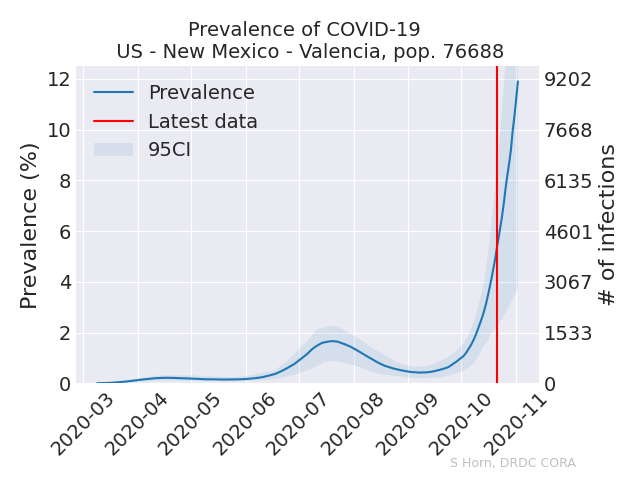 Prevalence of COVID-19
US - New Mexico - Valencia, pop. 76688
Prevalence
Latest data
95CI
Prevalence (%)
12
10
8
6
4
2
0
9202
7668
6135
4601
3067
1533
0
# of infections
2020-03
2020-04
2020-05
2020-06
2020-07
2020-08
2020-09
2020-10
2020-11
S Horn, DRDC CORA